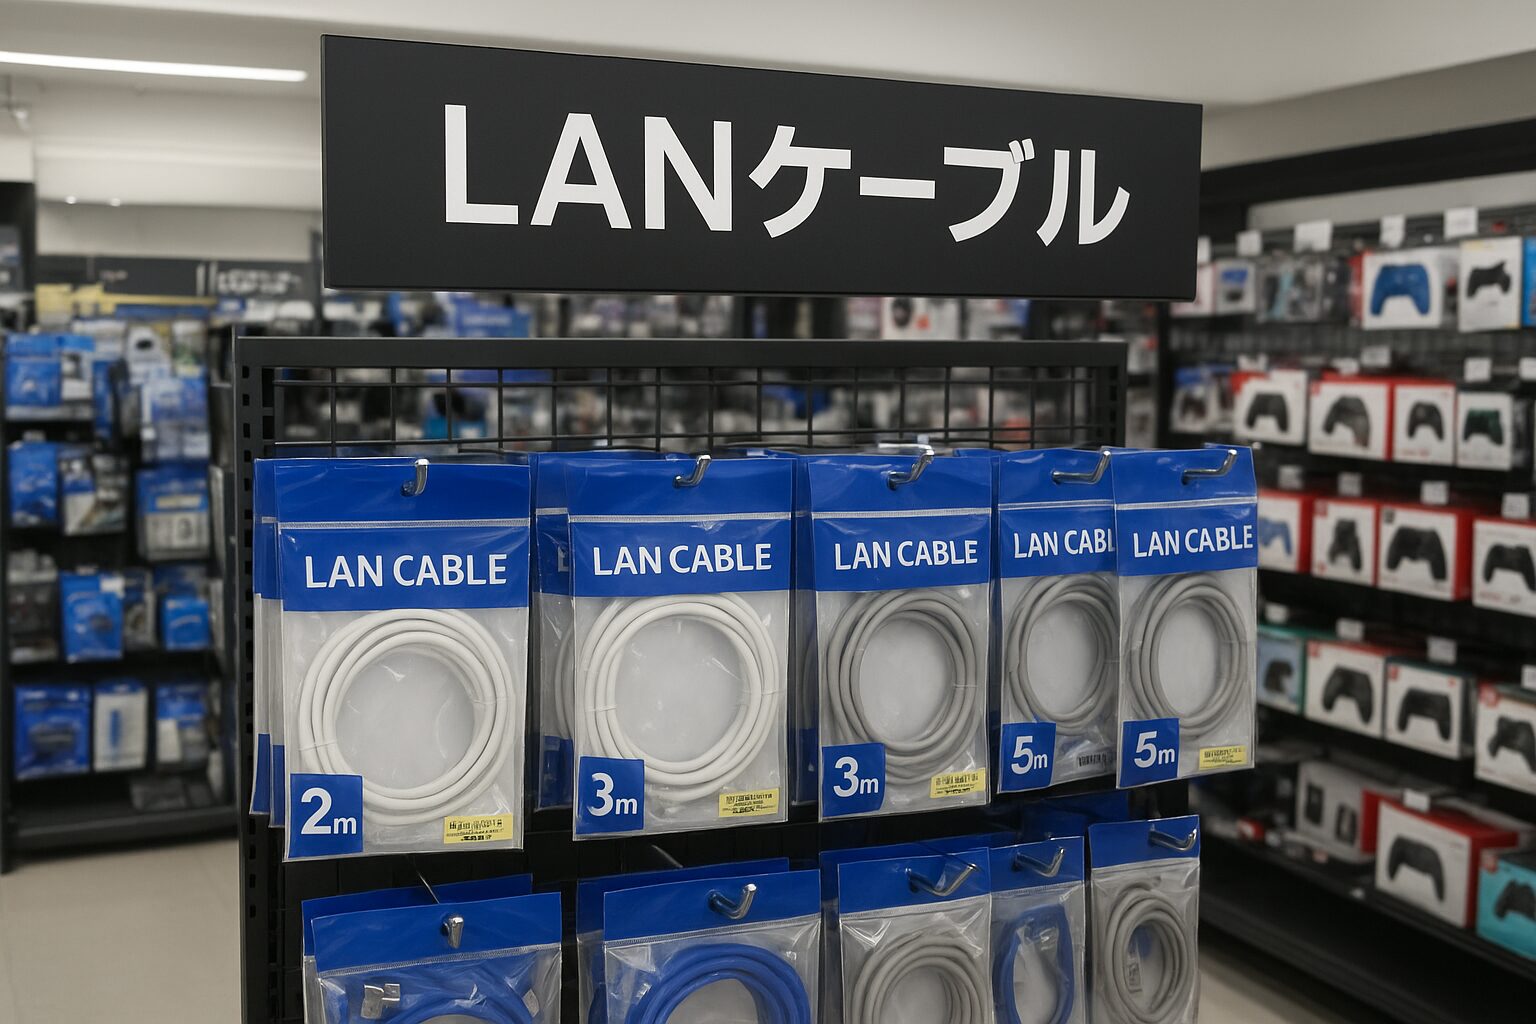 LANケーブル
LAN CABLE
2m
LAN CABLE
3m
LAN CABLE
3m
LAN CABL
5m
LAN CABLE
5m